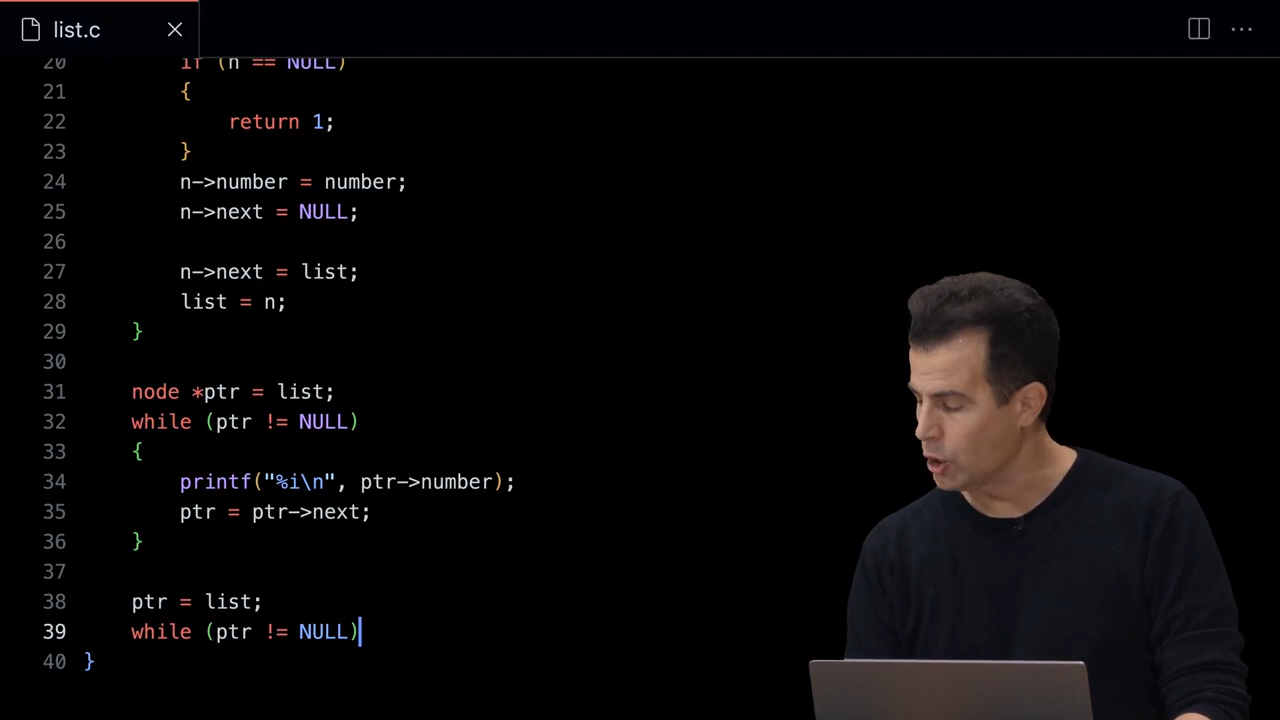 list.c
20 if (n == NULL)
21 {
22 return 1;
23 }
24 n->number = number;
25 n->next = NULL;
26
27 n->next = list;
28 list = n;
29 }
30
31 node *ptr = list;
32 while (ptr != NULL)
33 {
34 printf("%i\n", ptr->number);
35 ptr = ptr->next;
36 }
37
38 ptr = list;
39 while (ptr != NULL)
40 }